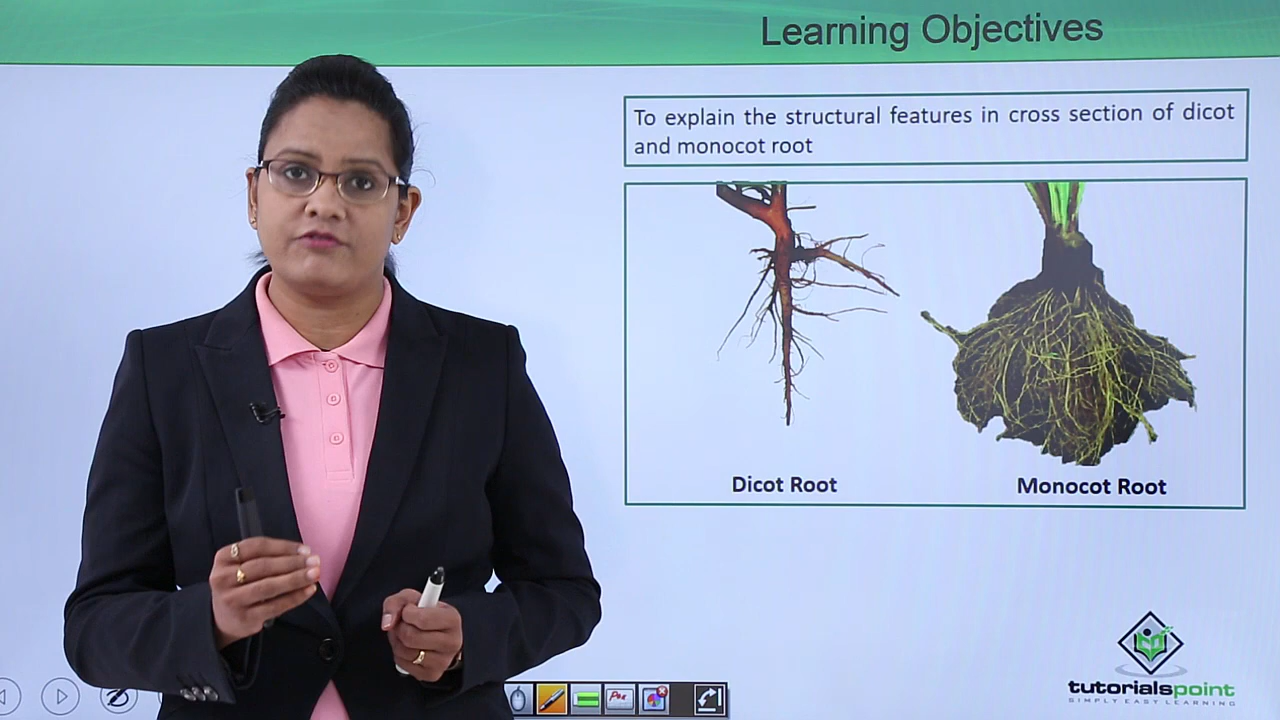 Learning Objectives
To explain the structural features in cross section of dicot
and monocot root
Dicot Root
Monocot Root
tutorialspoint
SIMPLY EASY LEARNING